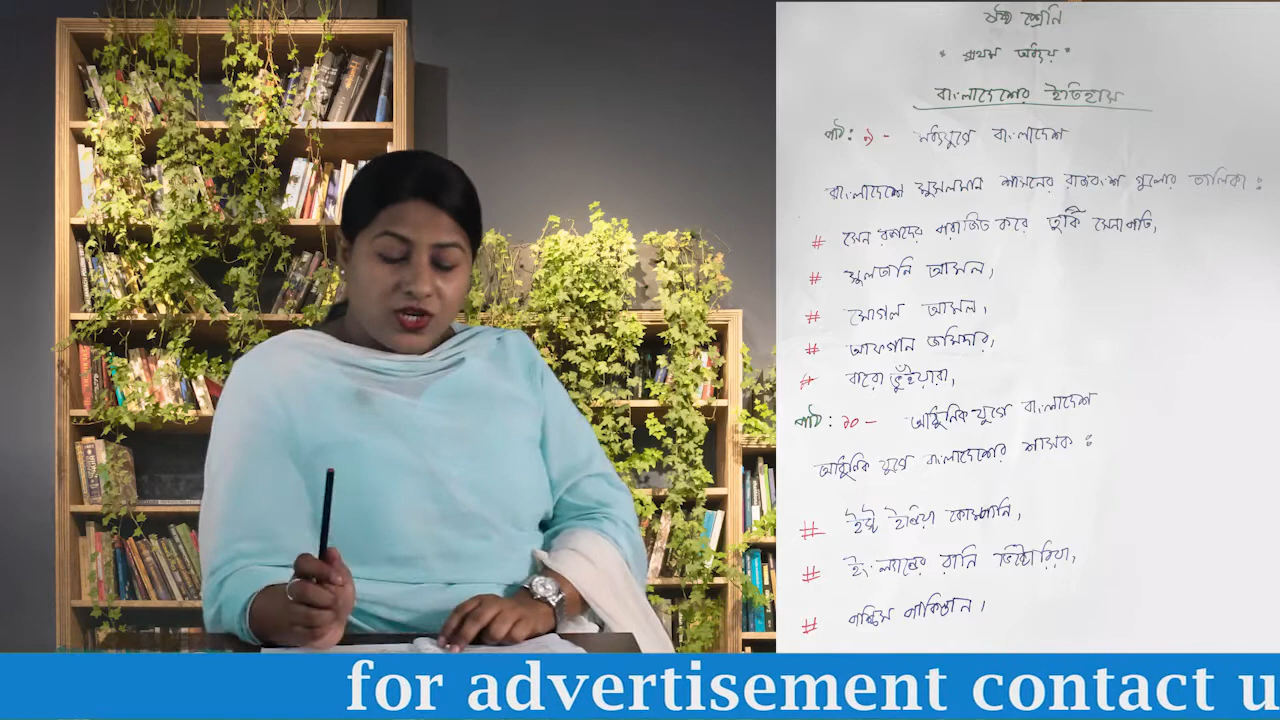 ষষ্ঠ শ্রেনি
" প্রথম অধ্যায় "
বাংলাদেশের ইতিহাস
পাঠ: ৯ - মধ্যযুগে বাংলাদেশ
বাংলাদেশে মুসলমান শাসনের রাজবংশ গুলোর তালিকা :
# সেন বংশদের পরাজিত করে তুর্কি সেনাপতি,
# সুলতানি আমল,
# মোগল আমল,
# আফগান জমিদার,
# বারো ভুঁইয়ারা,
পাঠ: ১০ - আধুনিক যুগে বাংলাদেশ
আধুনিক যুগে বাংলাদেশের শাসক :
# ইস্ট ইন্ডিয়া কোম্পানি,
# ইংল্যান্ডের রানি ভিক্টোরিয়া,
# পশ্চিম পাকিস্তান।
for advertisement contact u